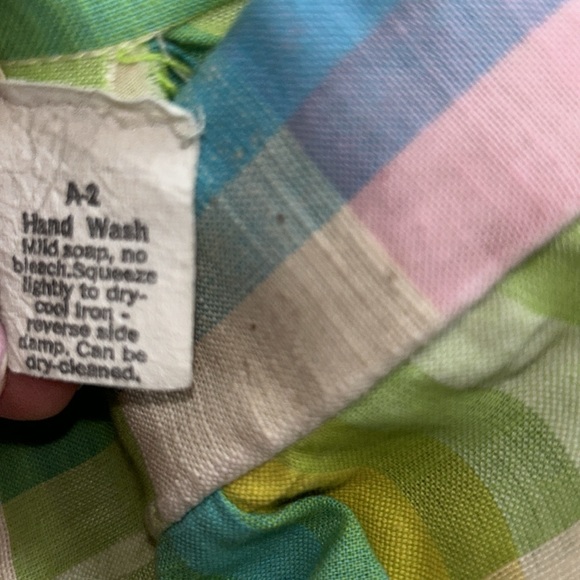 A-2
Hand Wash
Mild soap, no
bleach.Squeeze
lightly to dry-
cool iron -
reverse side
damp. Can be
dry-cleaned.